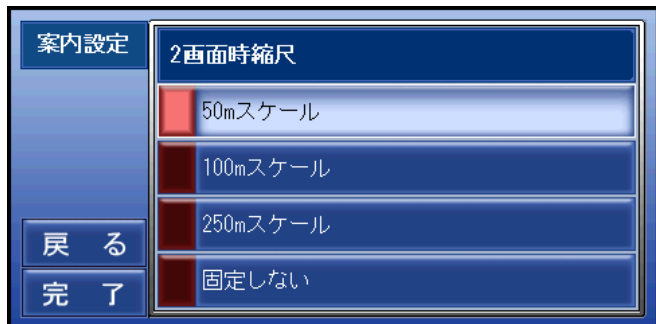 案内設定
2画面時縮尺
50mスケール
100mスケール
250mスケール
固定しない
戻 る
完 了